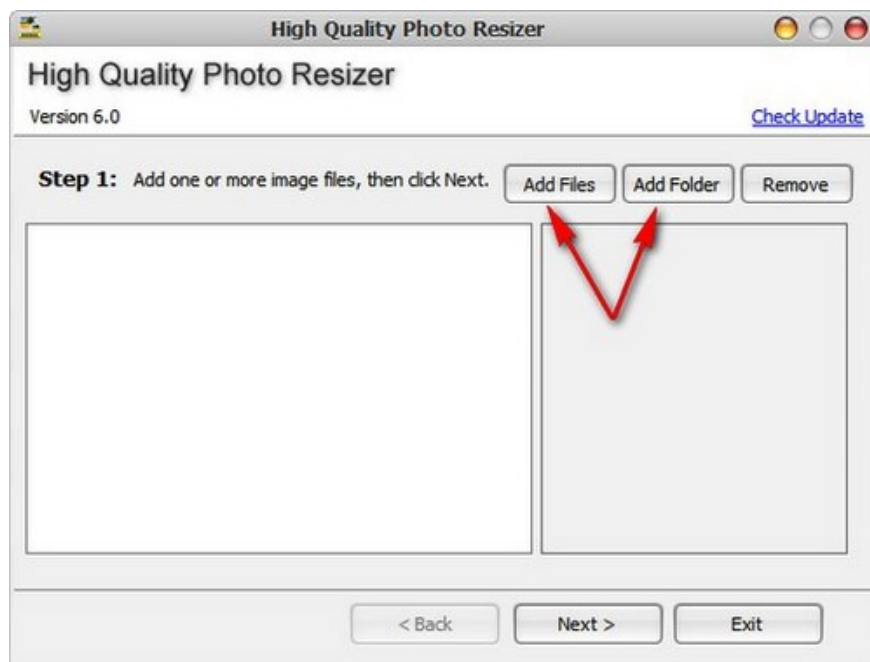 High Quality Photo Resizer
High Quality Photo Resizer
Version 6.0
Check Update
Step 1: Add one or more image files, then click Next.
Add Files
Add Folder
Remove
< Back
Next >
Exit